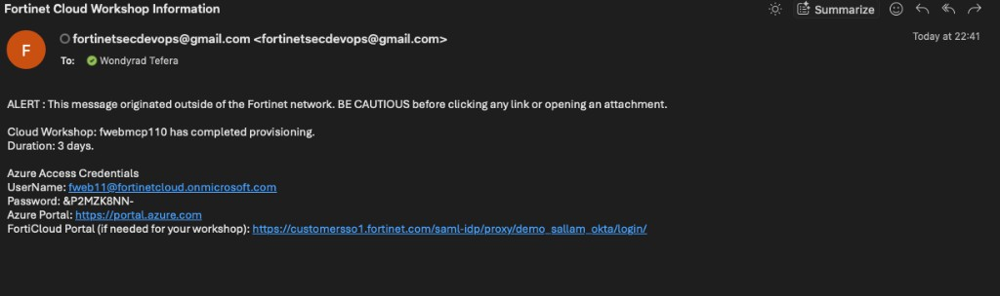 Fortinet Cloud Workshop Information
Summarize
F
fortinetsecdevops@gmail.com <fortinetsecdevops@gmail.com>
Today at 22:41
To: Wondyrad Tefera
ALERT : This message originated outside of the Fortinet network. BE CAUTIOUS before clicking any link or opening an attachment.
Cloud Workshop: fwebmcp110 has completed provisioning.
Duration: 3 days.
Azure Access Credentials
UserName: fweb11@fortinetcloud.onmicrosoft.com
Password: &P2MZK8NN-
Azure Portal: https://portal.azure.com
FortiCloud Portal (if needed for your workshop): https://customersso1.fortinet.com/saml-idp/proxy/demo_sallam_okta/login/